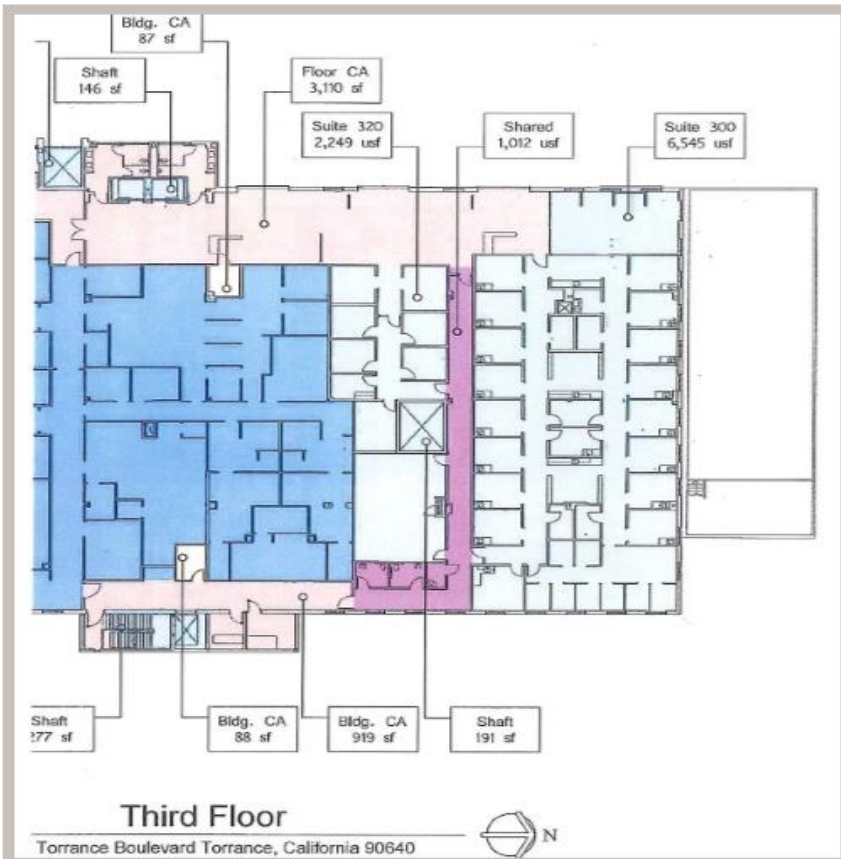 Bldg. CA
87 sf
Shaft
146 sf
Floor CA
3,110 sf
Suite 320
2,249 usf
Shared
1,012 usf
Suite 300
6,545 usf
Shaft
277 sf
Bldg. CA
88 sf
Bldg. CA
919 sf
Shaft
191 sf
Third Floor
N
Torrance Boulevard Torrance, California 90640